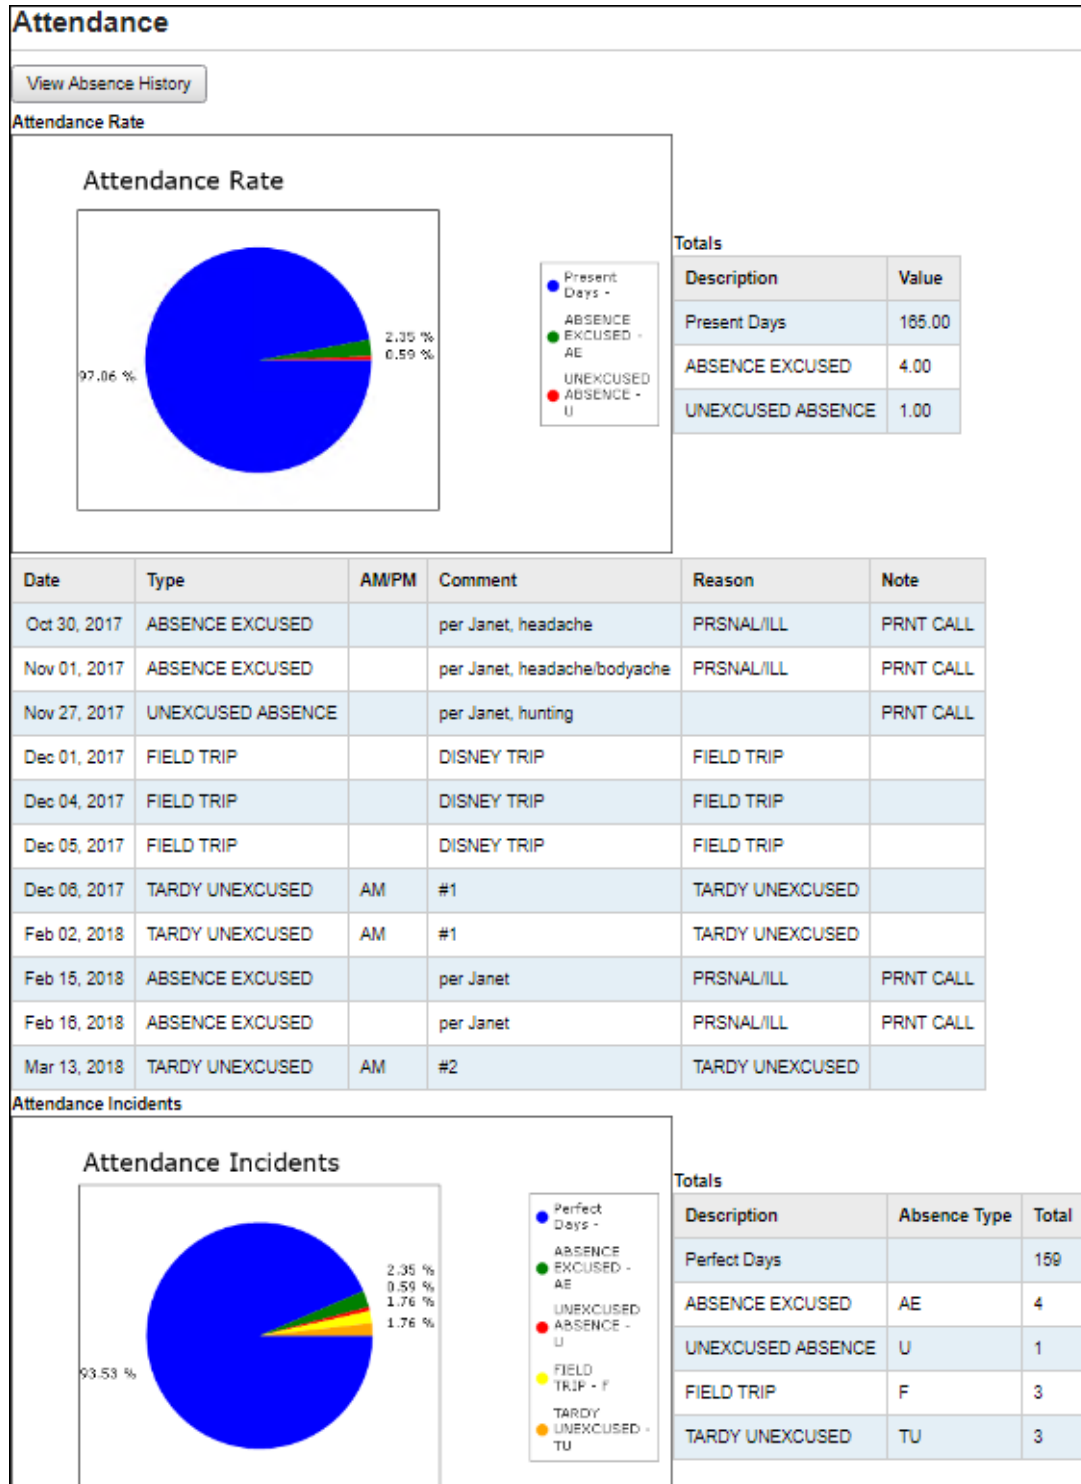 Attendance
View Absence History
Attendance Rate
Attendance Rate
97.06 %
2.35 %
0.59 %
Present
Days -
ABSENCE
EXCUSED -
AE
UNEXCUSED
ABSENCE -
U
Totals
Description Value
Present Days 165.00
ABSENCE EXCUSED 4.00
UNEXCUSED ABSENCE 1.00
Date Type AM/PM Comment Reason Note
Oct 30, 2017 ABSENCE EXCUSED per Janet, headache PRSNAL/ILL PRNT CALL
Nov 01, 2017 ABSENCE EXCUSED per Janet, headache/bodyache PRSNAL/ILL PRNT CALL
Nov 27, 2017 UNEXCUSED ABSENCE per Janet, hunting PRNT CALL
Dec 01, 2017 FIELD TRIP DISNEY TRIP FIELD TRIP
Dec 04, 2017 FIELD TRIP DISNEY TRIP FIELD TRIP
Dec 05, 2017 FIELD TRIP DISNEY TRIP FIELD TRIP
Dec 06, 2017 TARDY UNEXCUSED AM #1 TARDY UNEXCUSED
Feb 02, 2018 TARDY UNEXCUSED AM #1 TARDY UNEXCUSED
Feb 15, 2018 ABSENCE EXCUSED per Janet PRSNAL/ILL PRNT CALL
Feb 16, 2018 ABSENCE EXCUSED per Janet PRSNAL/ILL PRNT CALL
Mar 13, 2018 TARDY UNEXCUSED AM #2 TARDY UNEXCUSED
Attendance Incidents
Attendance Incidents
93.53 %
2.35 %
0.59 %
1.76 %
1.76 %
Perfect
Days -
ABSENCE
EXCUSED -
AE
UNEXCUSED
ABSENCE -
U
FIELD
TRIP - F
TARDY
UNEXCUSED -
TU
Totals
Description Absence Type Total
Perfect Days 159
ABSENCE EXCUSED AE 4
UNEXCUSED ABSENCE U 1
FIELD TRIP F 3
TARDY UNEXCUSED TU 3